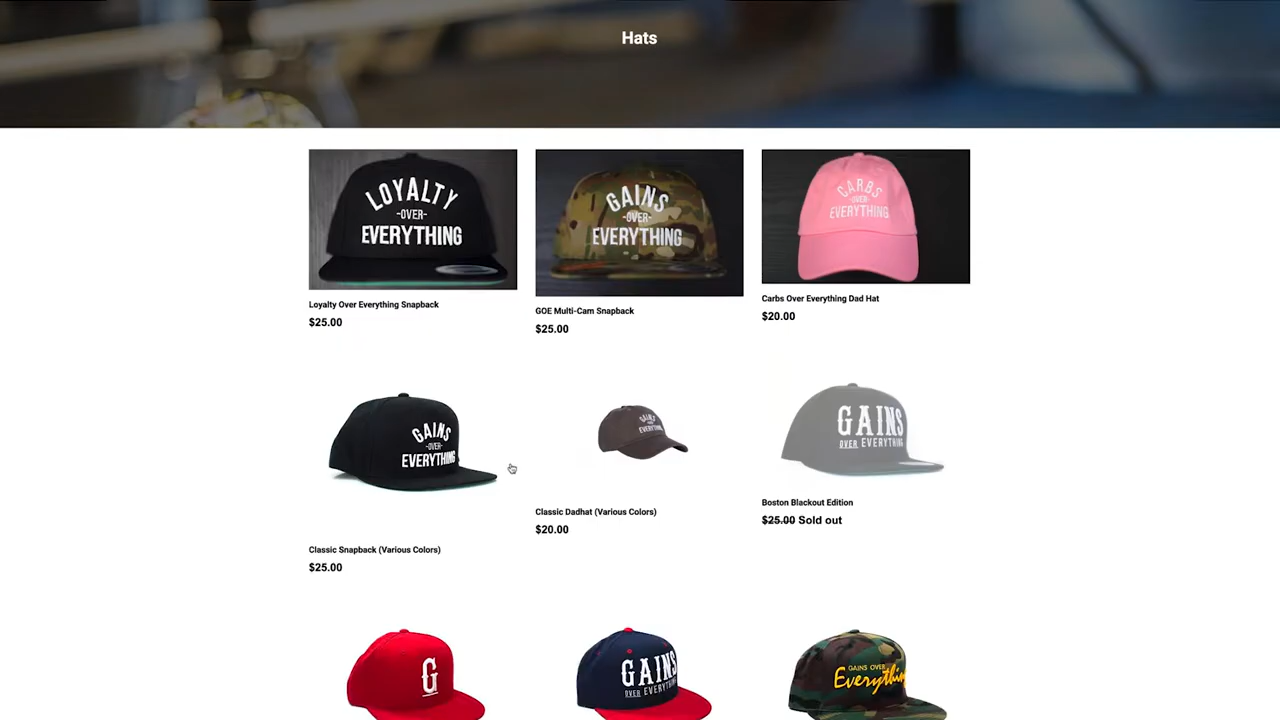 Hats
LOYALTY
-OVER-
EVERYTHING
GAINS
-OVER-
EVERYTHING
CARBS
-OVER-
EVERYTHING
Loyalty Over Everything Snapback
$25.00
GOE Multi-Cam Snapback
$25.00
Carbs Over Everything Dad Hat
$20.00
GAINS
-OVER-
EVERYTHING
GAINS
EVERYTHING
GAINS
OVER EVERYTHING
Classic Snapback (Various Colors)
$25.00
Classic Dadhat (Various Colors)
$20.00
Boston Blackout Edition
$25.00 Sold out
G
GAINS
OVER EVERYTHING
GAINS OVER
Everything